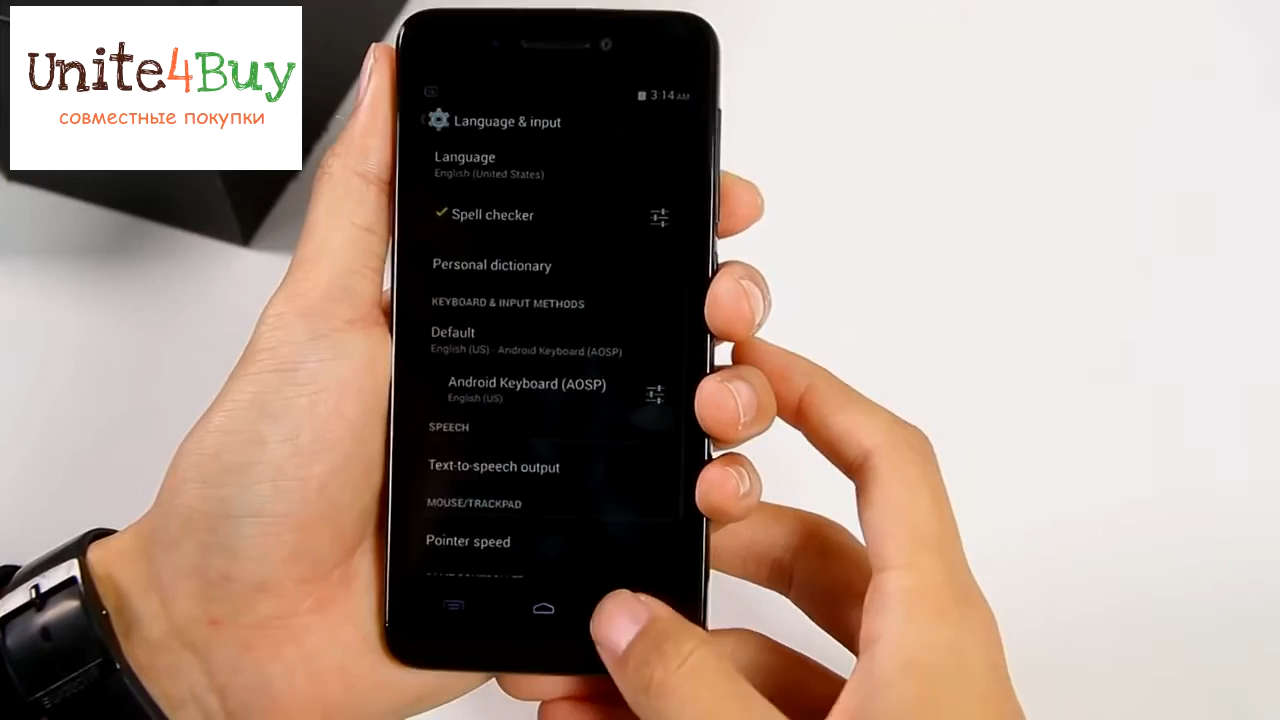 Unite4Buy
совместные покупки
3:14 AM
Language & input
Language
English (United States)
Spell checker
Personal dictionary
KEYBOARD & INPUT METHODS
Default
English (US) - Android Keyboard (AOSP)
Android Keyboard (AOSP)
English (US)
SPEECH
Text-to-speech output
MOUSE/TRACKPAD
Pointer speed